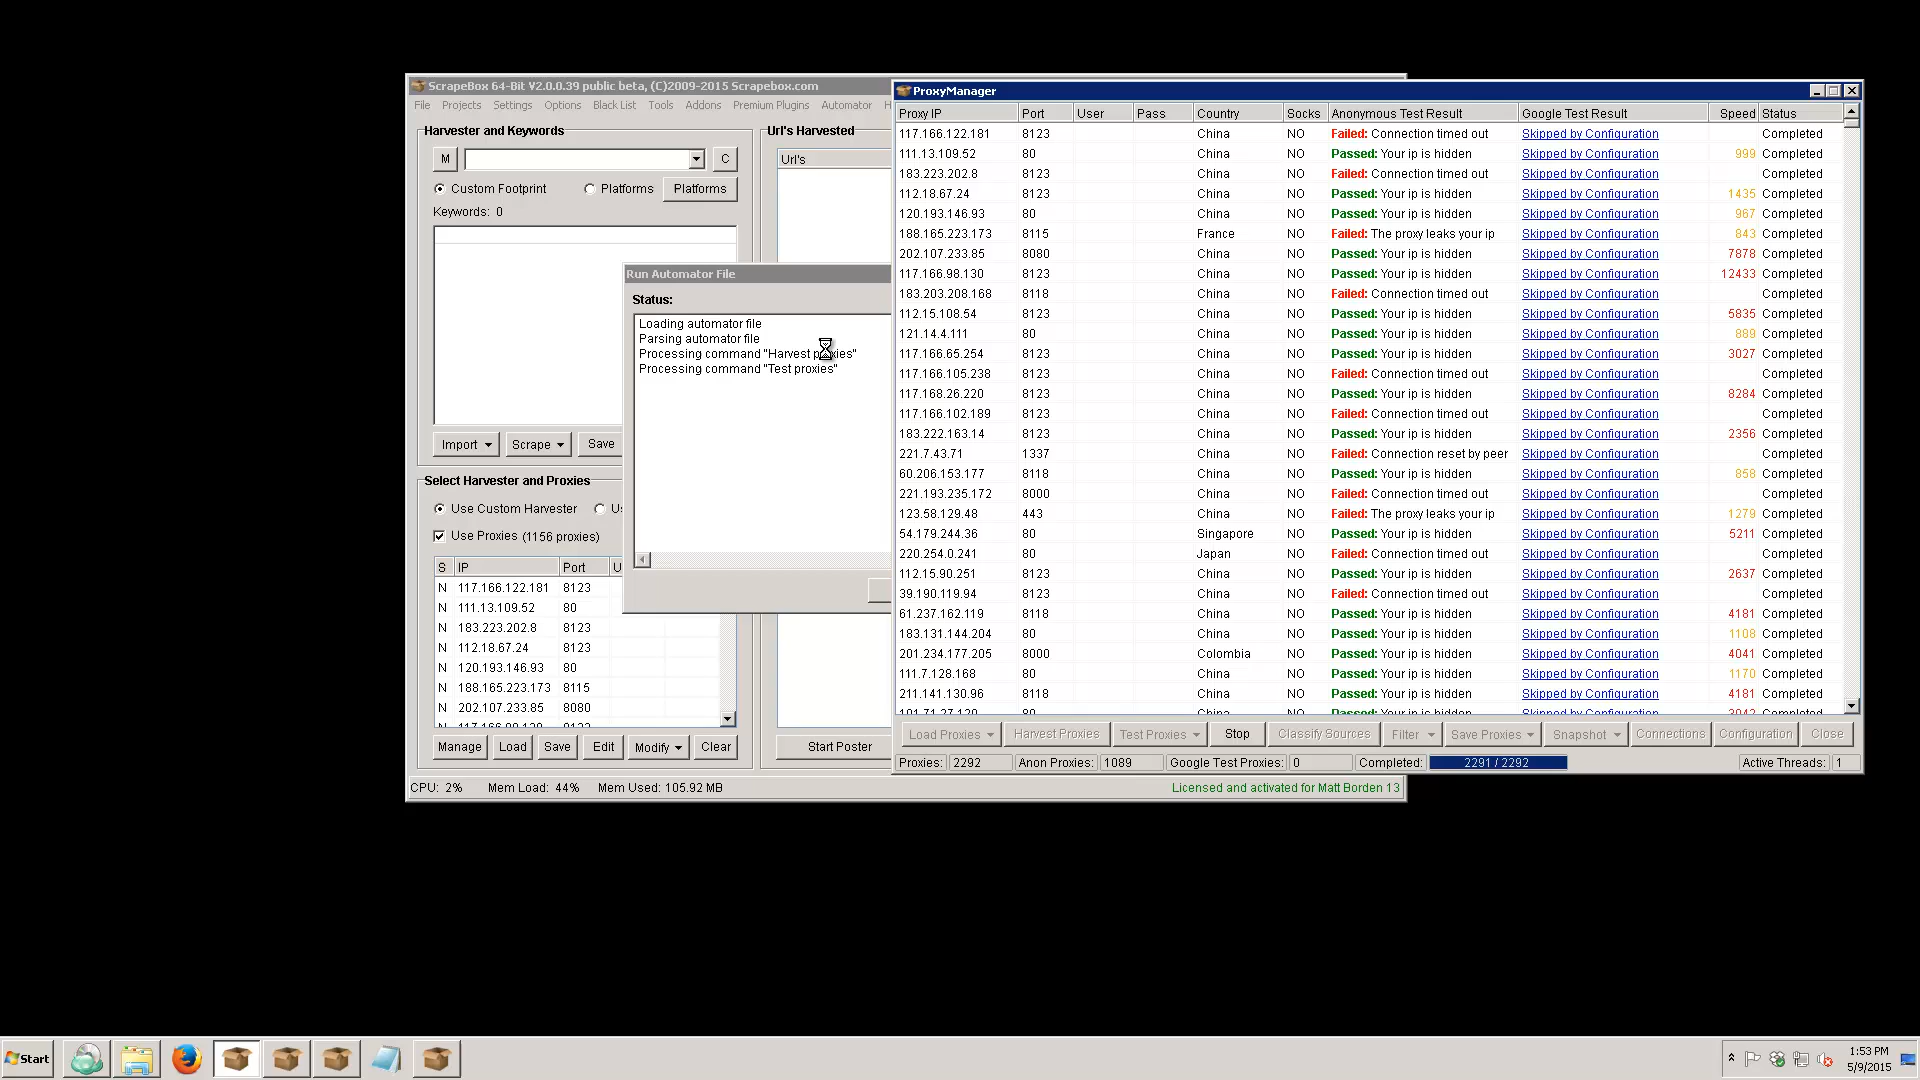 ScrapeBox 64-Bit V2.0.0.39 public beta, (C)2009-2015 Scrapebox.com
File Projects Settings Options Black List Tools Addons Premium Plugins Automator H
Harvester and Keywords
M C
Custom Footprint Platforms Platforms
Keywords: 0
Import Scrape Save
Select Harvester and Proxies
Use Custom Harvester Us
Use Proxies (1156 proxies)
S IP Port U
N 117.166.122.181 8123
N 111.13.109.52 80
N 183.223.202.8 8123
N 112.18.67.24 8123
N 120.193.146.93 80
N 188.165.223.173 8115
N 202.107.233.85 8080
Manage Load Save Edit Modify Clear
Url's Harvested
Url's
Start Poster
CPU: 2% Mem Load: 44% Mem Used: 105.92 MB
Licensed and activated for Matt Borden 13
Run Automator File
Status:
Loading automator file
Parsing automator file
Processing command "Harvest proxies"
Processing command "Test proxies"
ProxyManager
Proxy IP Port User Pass Country Socks Anonymous Test Result Google Test Result Speed Status
117.166.122.181 8123 China NO Failed: Connection timed out Skipped by Configuration Completed
111.13.109.52 80 China NO Passed: Your ip is hidden Skipped by Configuration 999 Completed
183.223.202.8 8123 China NO Failed: Connection timed out Skipped by Configuration Completed
112.18.67.24 8123 China NO Passed: Your ip is hidden Skipped by Configuration 1435 Completed
120.193.146.93 80 China NO Passed: Your ip is hidden Skipped by Configuration 967 Completed
188.165.223.173 8115 France NO Failed: The proxy leaks your ip Skipped by Configuration 843 Completed
202.107.233.85 8080 China NO Passed: Your ip is hidden Skipped by Configuration 7878 Completed
117.166.98.130 8123 China NO Passed: Your ip is hidden Skipped by Configuration 12433 Completed
183.203.208.168 8118 China NO Failed: Connection timed out Skipped by Configuration Completed
112.15.108.54 8123 China NO Passed: Your ip is hidden Skipped by Configuration 5835 Completed
121.14.4.111 80 China NO Passed: Your ip is hidden Skipped by Configuration 889 Completed
117.166.65.254 8123 China NO Passed: Your ip is hidden Skipped by Configuration 3027 Completed
117.166.105.238 8123 China NO Failed: Connection timed out Skipped by Configuration Completed
117.168.26.220 8123 China NO Passed: Your ip is hidden Skipped by Configuration 8284 Completed
117.166.102.189 8123 China NO Failed: Connection timed out Skipped by Configuration Completed
183.222.163.14 8123 China NO Passed: Your ip is hidden Skipped by Configuration 2356 Completed
221.7.43.71 1337 China NO Failed: Connection reset by peer Skipped by Configuration Completed
60.206.153.177 8118 China NO Passed: Your ip is hidden Skipped by Configuration 858 Completed
221.193.235.172 8000 China NO Failed: Connection timed out Skipped by Configuration Completed
123.58.129.48 443 China NO Failed: The proxy leaks your ip Skipped by Configuration 1279 Completed
54.179.244.36 80 Singapore NO Passed: Your ip is hidden Skipped by Configuration 5211 Completed
220.254.0.241 80 Japan NO Failed: Connection timed out Skipped by Configuration Completed
112.15.90.251 8123 China NO Passed: Your ip is hidden Skipped by Configuration 2637 Completed
39.190.119.94 8123 China NO Failed: Connection timed out Skipped by Configuration Completed
61.237.162.119 8118 China NO Passed: Your ip is hidden Skipped by Configuration 4181 Completed
183.131.144.204 80 China NO Passed: Your ip is hidden Skipped by Configuration 1108 Completed
201.234.177.205 8000 Colombia NO Passed: Your ip is hidden Skipped by Configuration 4041 Completed
111.7.128.168 80 China NO Passed: Your ip is hidden Skipped by Configuration 1170 Completed
211.141.130.96 8118 China NO Passed: Your ip is hidden Skipped by Configuration 4181 Completed
Load Proxies Harvest Proxies Test Proxies Stop Classify Sources Filter Save Proxies Snapshot Connections Configuration Close
Proxies: 2292 Anon Proxies: 1089 Google Test Proxies: 0 Completed: 2291 / 2292 Active Threads: 1
Start
1:53 PM
5/9/2015